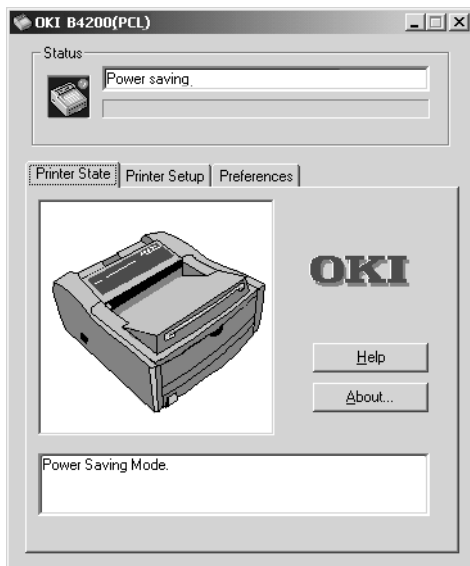 OKI B4200(PCL)
Status
Power saving
Printer State Printer Setup Preferences
OKI
Help
About...
Power Saving Mode.